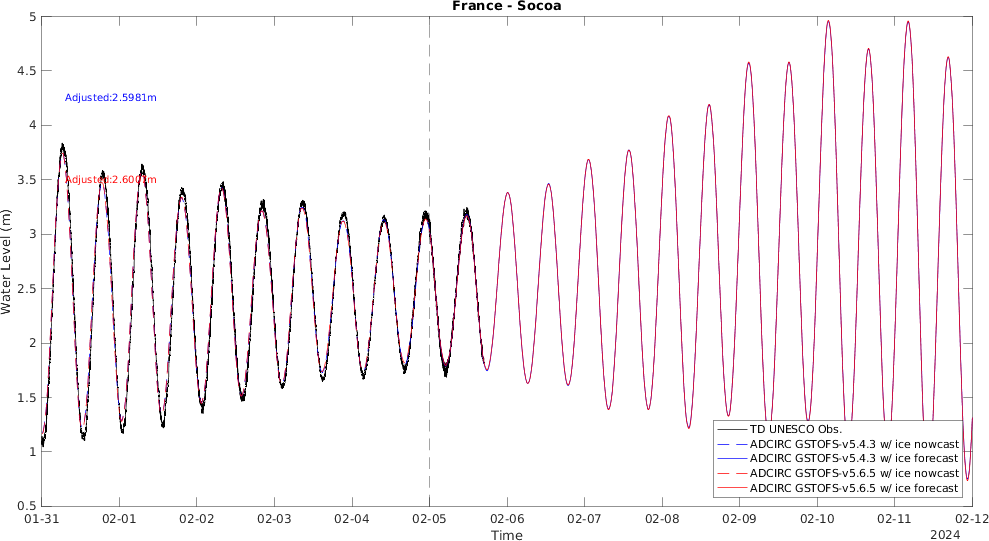 France - Socoa
5
4.5
4
3.5
3
2.5
2
1.5
1
0.5
Water Level (m)
Adjusted:2.5981m
TD UNESCO Obs.
ADCIRC GSTOFS-v5.4.3 w/ ice nowcast
ADCIRC GSTOFS-v5.4.3 w/ ice forecast
ADCIRC GSTOFS-v5.6.5 w/ ice nowcast
ADCIRC GSTOFS-v5.6.5 w/ ice forecast
01-31 02-01 02-02 02-03 02-04 02-05 02-06 02-07 02-08 02-09 02-10 02-11 02-12
Time
2024